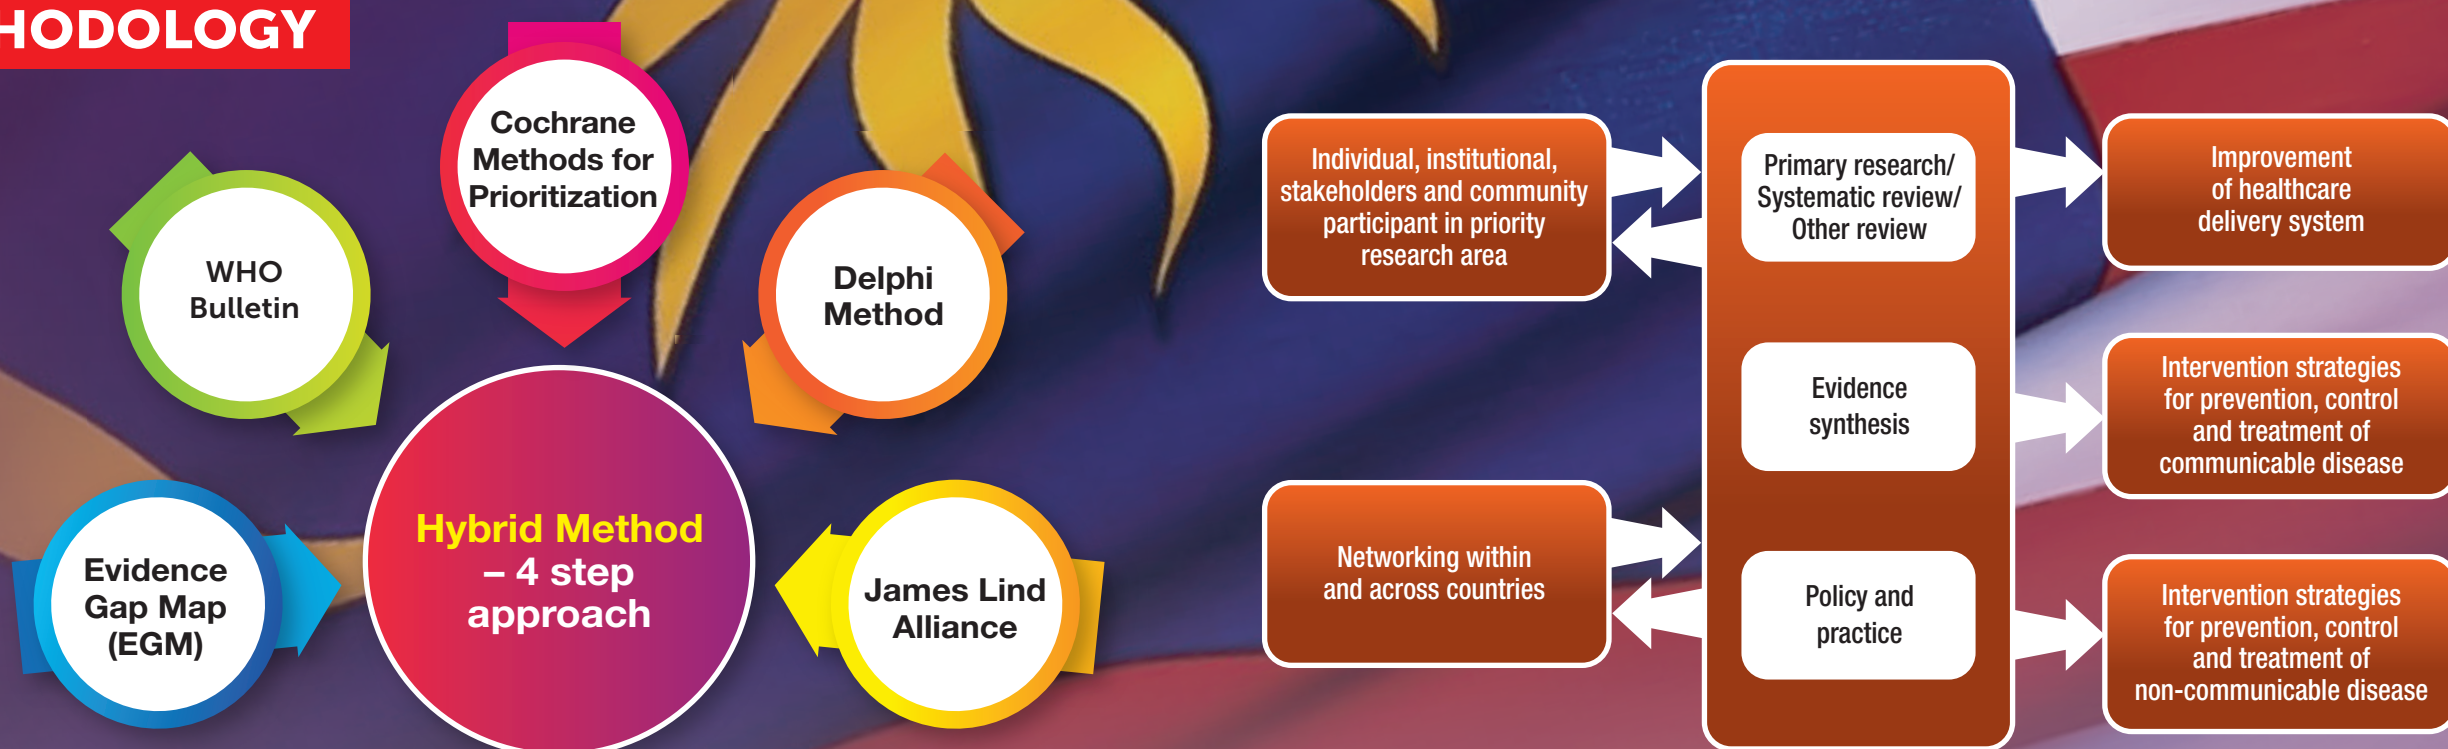 HODOLOGY
Cochrane
Methods for
Prioritization
WHO
Bulletin
Delphi
Method
Evidence
Gap Map
(EGM)
Hybrid Method
– 4 step
approach
James Lind
Alliance
Individual, institutional,
stakeholders and community
participant in priority
research area
Networking within
and across countries
Primary research/
Systematic review/
Other review
Evidence
synthesis
Policy and
practice
Improvement
of healthcare
delivery system
Intervention strategies
for prevention, control
and treatment of
communicable disease
Intervention strategies
for prevention, control
and treatment of
non-communicable disease